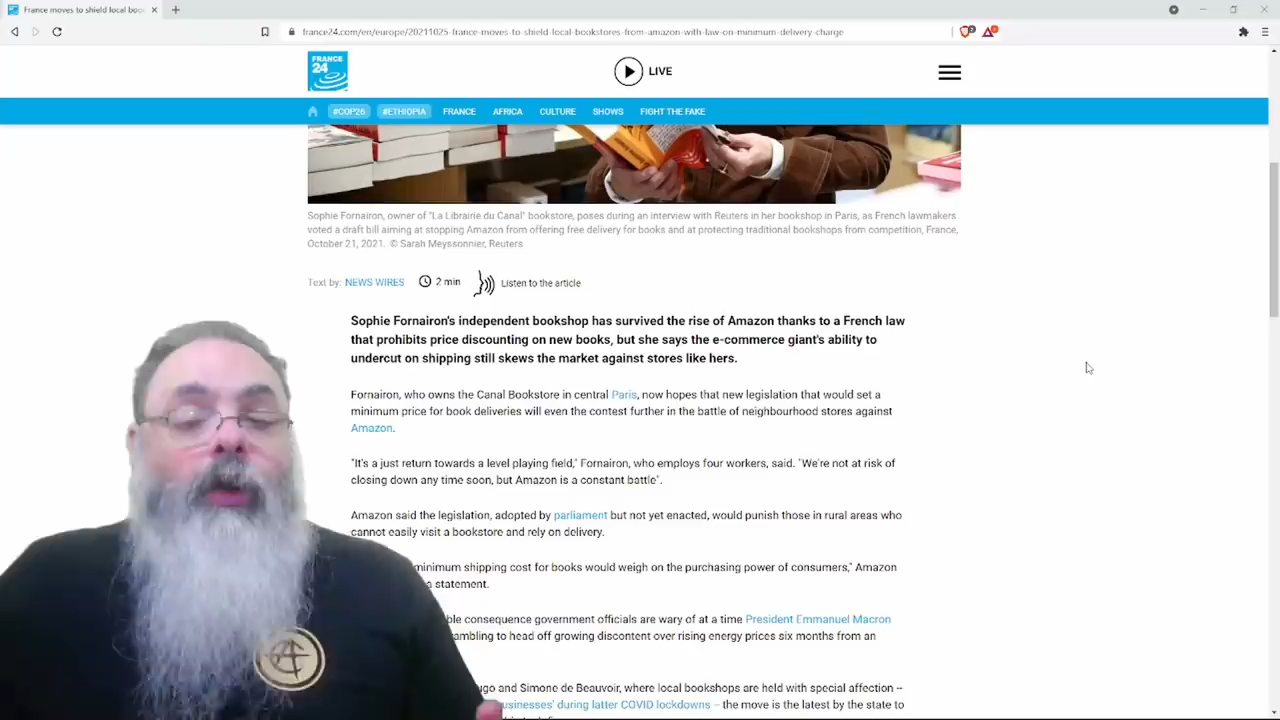 France moves to shield local boo
france24.com/en/europe/20211025-france-moves-to-shield-local-bookstores-from-amazon-with-law-on-minimum-delivery-charge
FRANCE
24
LIVE
#COP26 #ETHIOPIA FRANCE AFRICA CULTURE SHOWS FIGHT THE FAKE
Sophie Fornairon, owner of "La Librairie du Canal" bookstore, poses during an interview with Reuters in her bookshop in Paris, as French lawmakers
voted a draft bill aiming at stopping Amazon from offering free delivery for books and at protecting traditional bookshops from competition, France,
October 21, 2021. © Sarah Meyssonnier, Reuters
Text by: NEWS WIRES 2 min Listen to the article
Sophie Fornairon's independent bookshop has survived the rise of Amazon thanks to a French law
that prohibits price discounting on new books, but she says the e-commerce giant's ability to
undercut on shipping still skews the market against stores like hers.
Fornairon, who owns the Canal Bookstore in central Paris, now hopes that new legislation that would set a
minimum price for book deliveries will even the contest further in the battle of neighbourhood stores against
Amazon.
"It's a just return towards a level playing field," Fornairon, who employs four workers, said. "We're not at risk of
closing down any time soon, but Amazon is a constant battle".
Amazon said the legislation, adopted by parliament but not yet enacted, would punish those in rural areas who
cannot easily visit a bookstore and rely on delivery.
minimum shipping cost for books would weigh on the purchasing power of consumers," Amazon
a statement.
consequence government officials are wary of at a time President Emmanuel Macron
to head off growing discontent over rising energy prices six months from an
and Simone de Beauvoir, where local bookshops are held with special affection --
during latter COVID lockdowns – the move is the latest by the state to